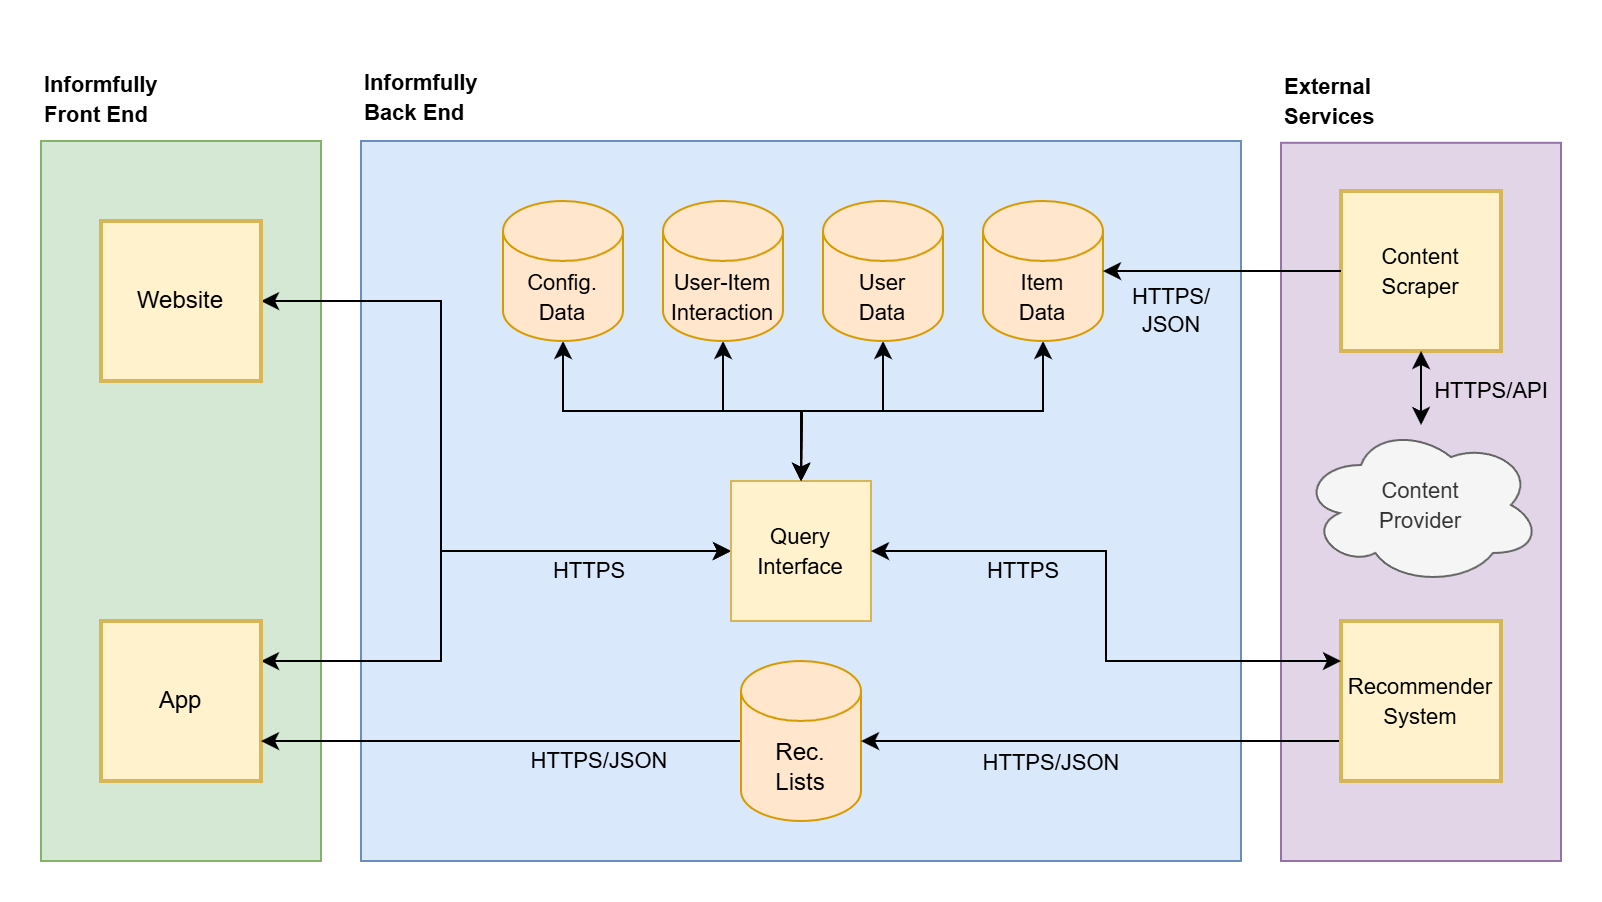 Informfully
Front End
Informfully
Back End
External
Services
Website
App
Config.
Data
User-Item
Interaction
User
Data
Item
Data
HTTPS/
JSON
Content
Scraper
HTTPS/API
Content
Provider
Query
Interface
HTTPS
HTTPS
Recommender
System
Rec.
Lists
HTTPS/JSON
HTTPS/JSON